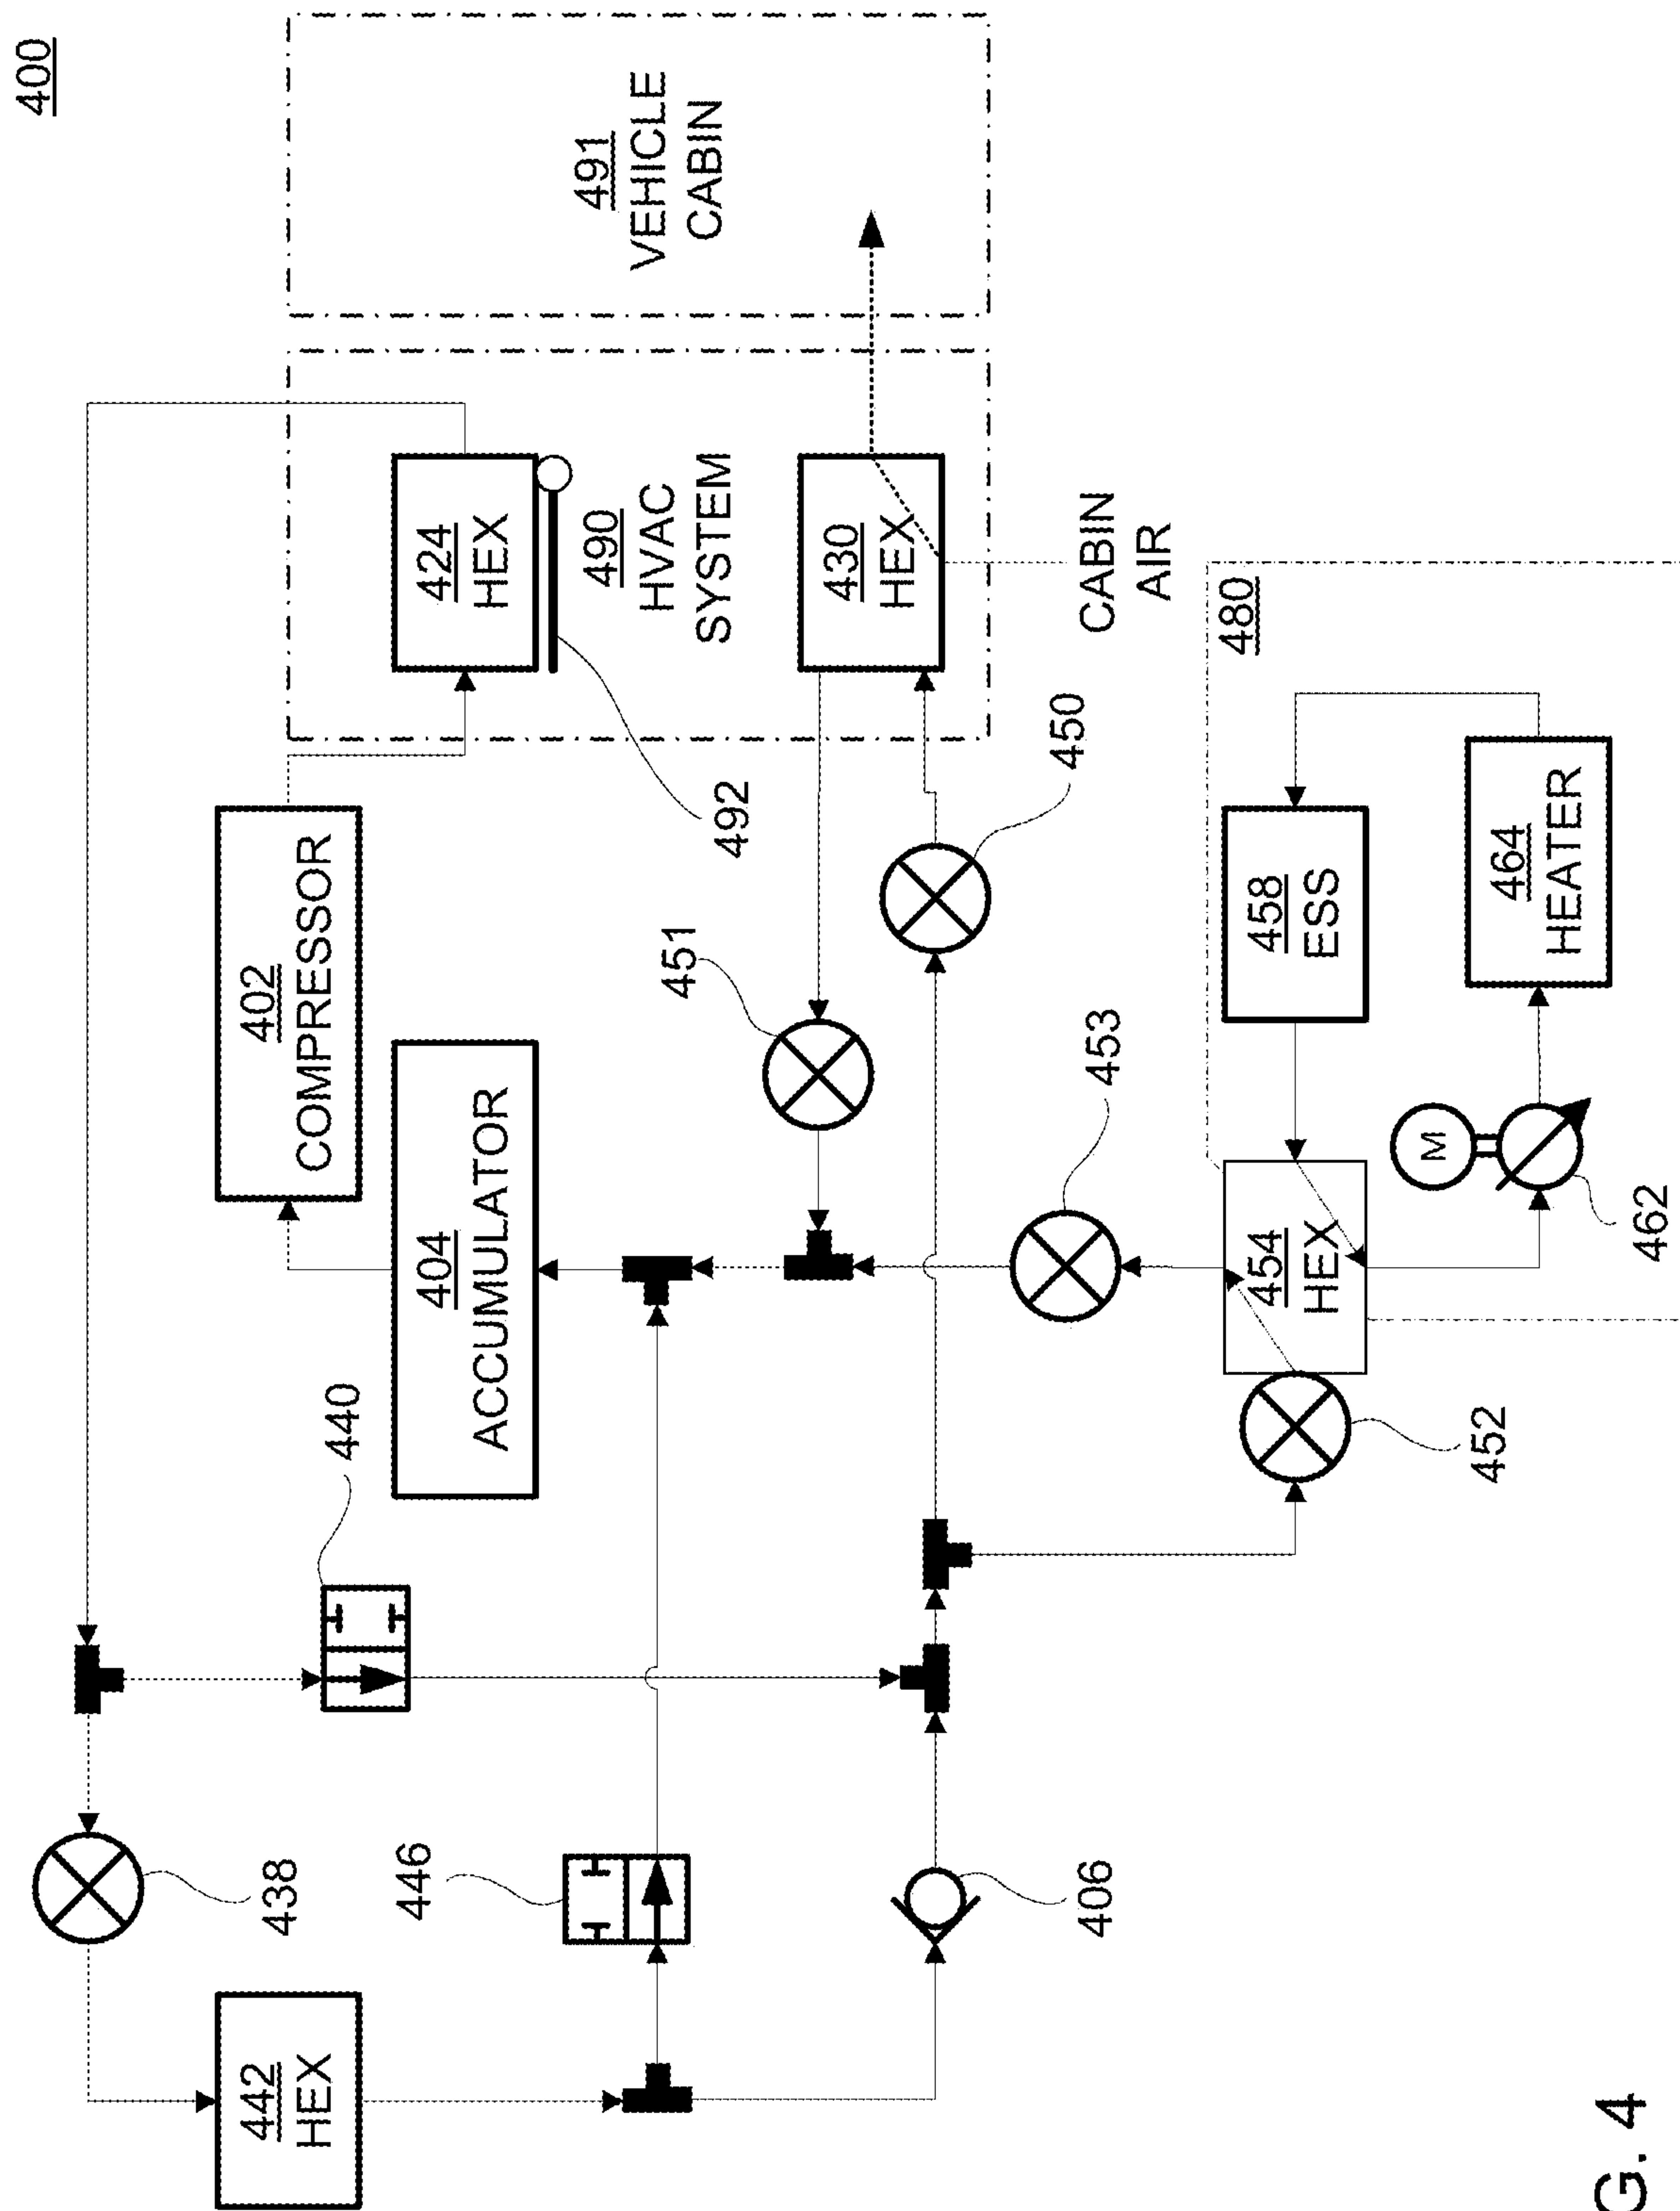 400
491
VEHICLE
CABIN
424
HEX
490
HVAC
SYSTEM
430
HEX
CABIN
AIR
492
402
COMPRESSOR
404
ACCUMULATOR
451
450
453
480
458
ESS
464
HEATER
M
462
454
HEX
452
440
438
446
406
442
HEX
G. 4